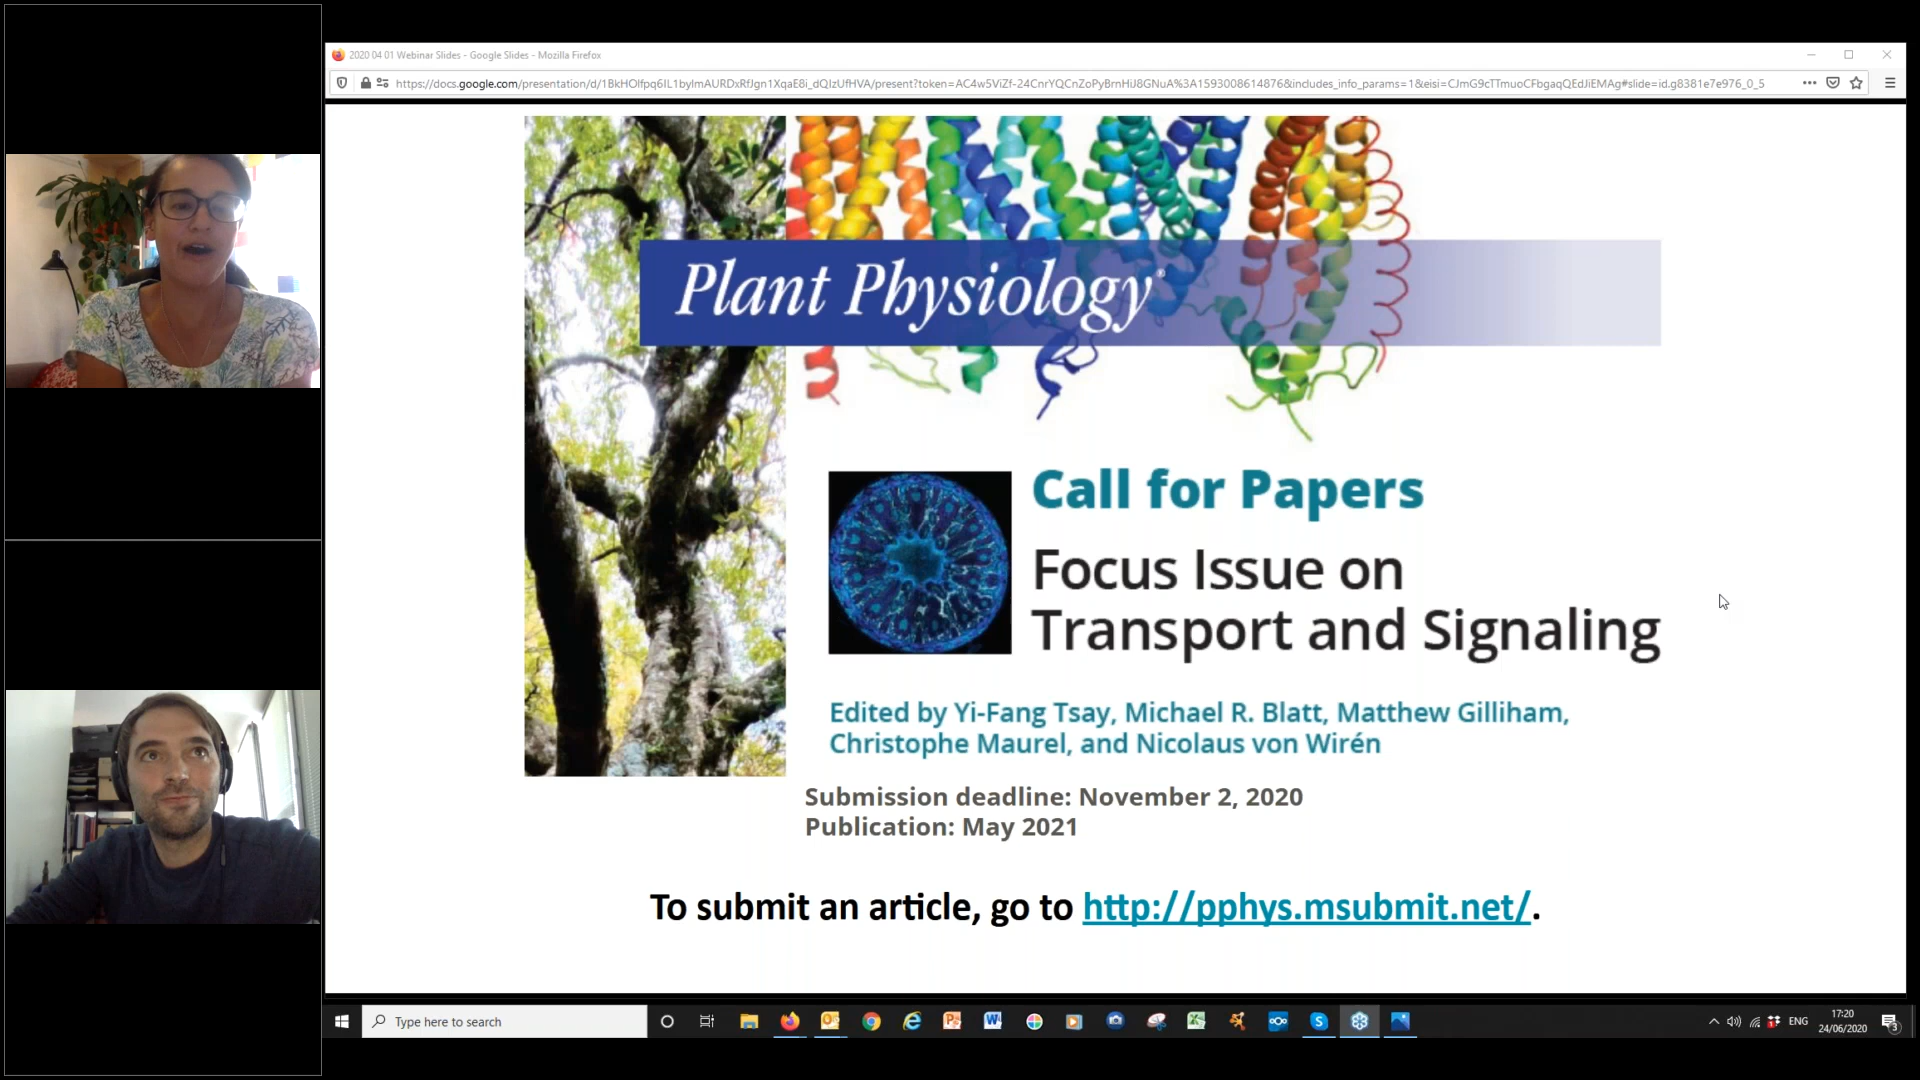 2020 04 01 Webinar Slides - Google Slides - Mozilla Firefox
Plant Physiology®
Call for Papers
Focus Issue on
Transport and Signaling
Edited by Yi-Fang Tsay, Michael R. Blatt, Matthew Gilliham,
Christophe Maurel, and Nicolaus von Wirén
Submission deadline: November 2, 2020
Publication: May 2021
To submit an article, go to http://pphys.msubmit.net/.
Type here to search
ENG
17:20
24/06/2020
3